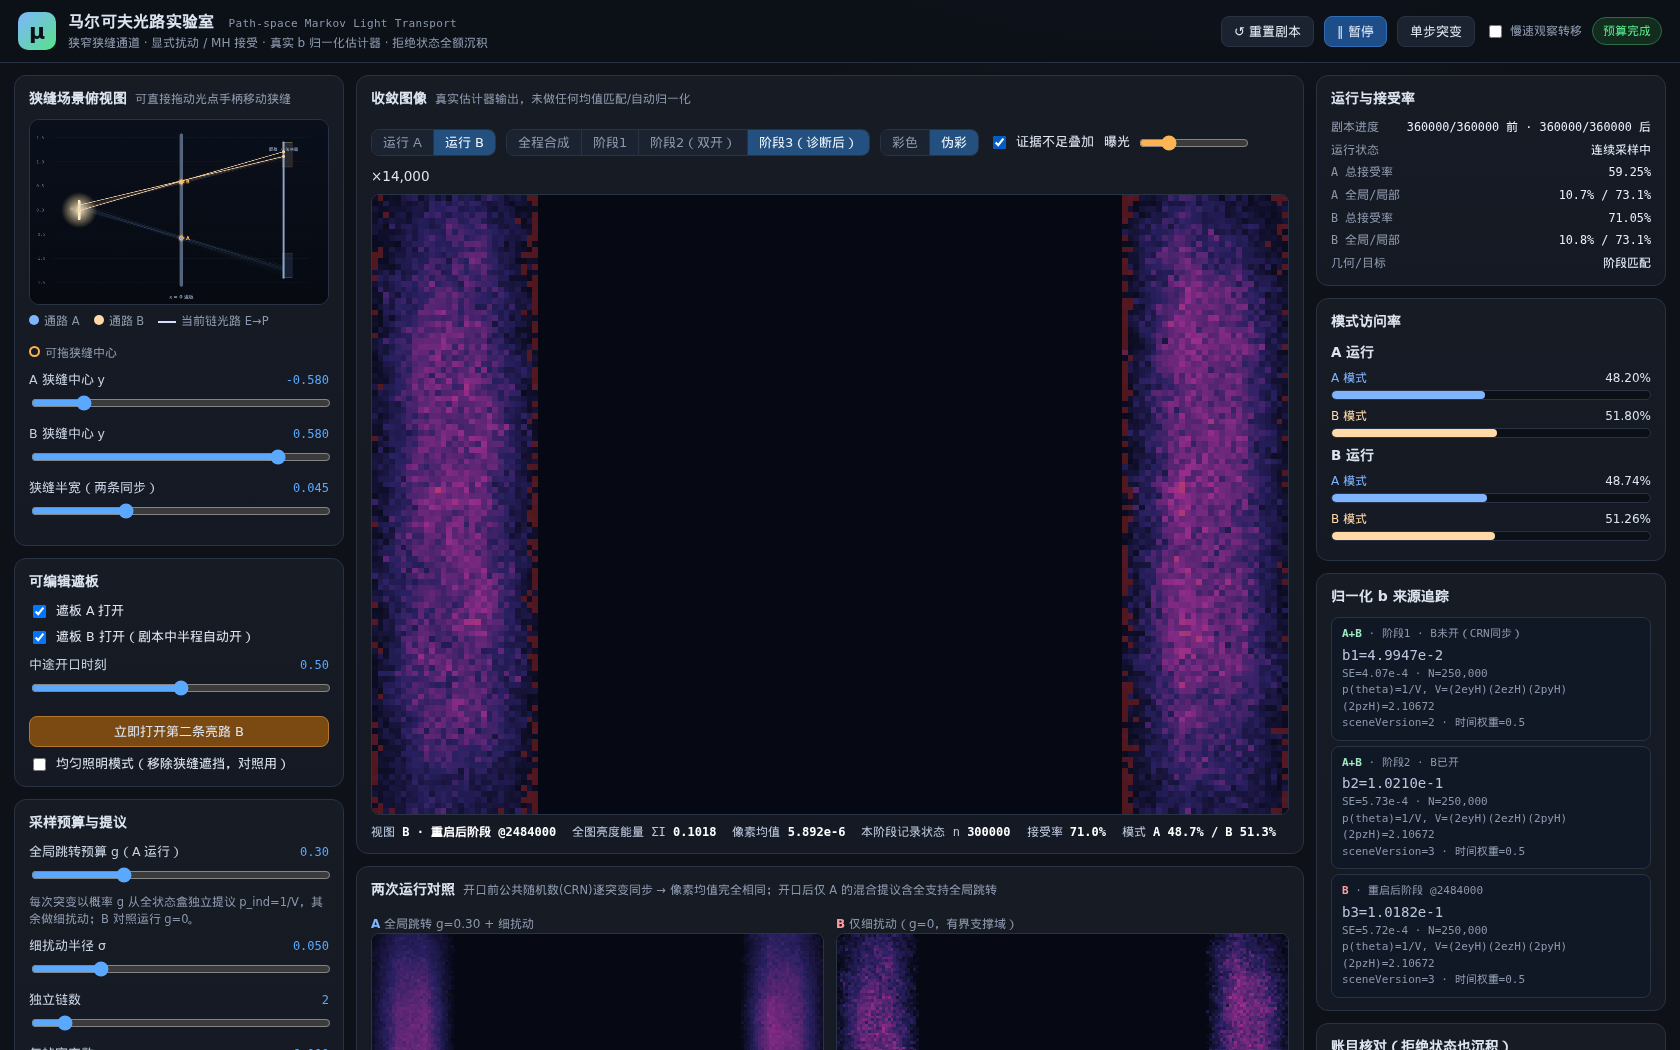 μ
马尔可夫光路实验室 Path-space Markov Light Transport
狭窄狭缝通道 · 显式扰动 / MH 接受 · 真实 b 归一化估计器 · 拒绝状态全额沉积
↺ 重置剧本
‖ 暂停
单步突变
慢速观察转移
预算完成
狭缝场景俯视图 可直接拖动光点手柄移动狭缝
通路 A 通路 B 当前链光路 E→P
可拖狭缝中心
A 狭缝中心 y -0.580
B 狭缝中心 y 0.580
狭缝半宽（两条同步） 0.045
可编辑遮板
遮板 A 打开
遮板 B 打开（剧本中半程自动开）
中途开口时刻 0.50
立即打开第二条亮路 B
均匀照明模式（移除狭缝遮挡，对照用）
采样预算与提议
全局跳转预算 g（A 运行） 0.30
每次突变以概率 g 从全状态盒独立提议 p_ind=1/V，其
余做细扰动；B 对照运行 g=0。
细扰动半径 σ 0.050
独立链数 2
收敛图像 真实估计器输出，未做任何均值匹配/自动归一化
运行 A 运行 B 全程合成 阶段1 阶段2（双开） 阶段3（诊断后） 彩色 伪彩 证据不足叠加 曝光
×14,000
视图 B · 重启后阶段 @2484000 全图亮度能量 ΣI 0.1018 像素均值 5.892e-6 本阶段记录状态 n 300000 接受率 71.0% 模式 A 48.7% / B 51.3%
两次运行对照 开口前公共随机数(CRN)逐突变同步 → 像素均值完全相同；开口后仅 A 的混合提议含全支持全局跳转
A 全局跳转 g=0.30 + 细扰动
B 仅细扰动（g=0，有界支撑域）
运行与接受率
剧本进度 360000/360000 前 · 360000/360000 后
运行状态 连续采样中
A 总接受率 59.25%
A 全局/局部 10.7% / 73.1%
B 总接受率 71.05%
B 全局/局部 10.8% / 73.1%
几何/目标 阶段匹配
模式访问率
A 运行
A 模式 48.20%
B 模式 51.80%
B 运行
A 模式 48.74%
B 模式 51.26%
归一化 b 来源追踪
A+B · 阶段1 · B未开（CRN同步）
b1=4.9947e-2
SE=4.07e-4 · N=250,000
p(theta)=1/V, V=(2eyH)(2ezH)(2pyH)
(2pzH)=2.10672
sceneVersion=2 · 时间权重=0.5
A+B · 阶段2 · B已开
b2=1.0210e-1
SE=5.73e-4 · N=250,000
p(theta)=1/V, V=(2eyH)(2ezH)(2pyH)
(2pzH)=2.10672
sceneVersion=3 · 时间权重=0.5
B · 重启后阶段 @2484000
b3=1.0182e-1
SE=5.72e-4 · N=250,000
p(theta)=1/V, V=(2eyH)(2ezH)(2pyH)
(2pzH)=2.10672
sceneVersion=3 · 时间权重=0.5
账目核对（拒绝状态也沉积）